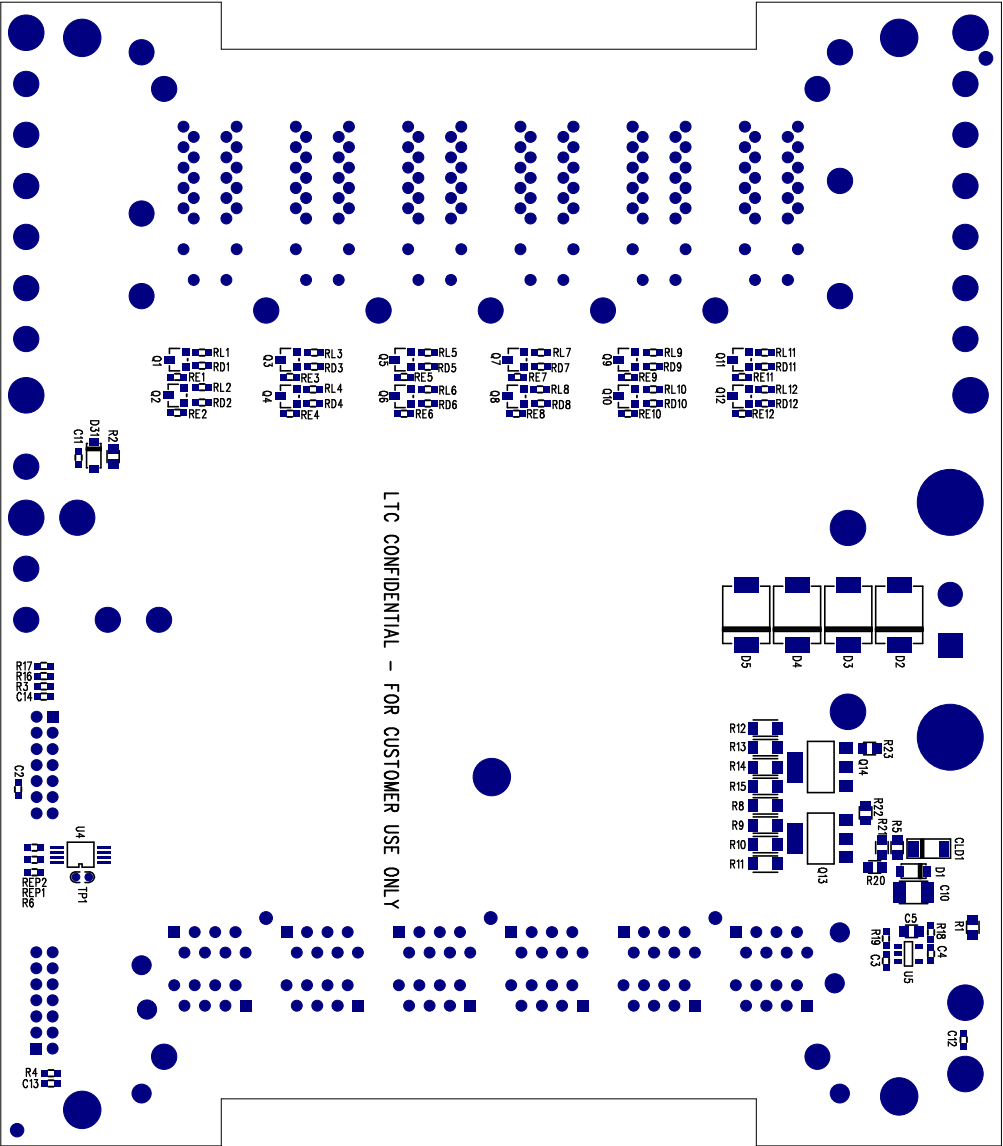 Q1
RL1
RD1
RE1
Q2
RL2
RD2
RE2
Q3
RL3
RD3
RE3
Q4
RL4
RD4
RE4
Q5
RL5
RD5
RE5
Q6
RL6
RD6
RE6
Q7
RL7
RD7
RE7
Q8
RL8
RD8
RE8
Q9
RL9
RD9
RE9
Q10
RL10
RD10
RE10
Q11
RL11
RD11
RE11
Q12
RL12
RD12
RE12
C11
D31
R2
LTC CONFIDENTIAL - FOR CUSTOMER USE ONLY
D5
D4
D3
D2
R17
R16
R3
C14
C2
U4
REP2
REP1
R6
TP1
R12
R13
R14
R15
R8
R9
R10
R11
Q14
Q13
R23
R22
R21
R5
CLD1
R20
D1
C10
C5
R19
R18
R1
C3
C4
U5
C12
R4
C13